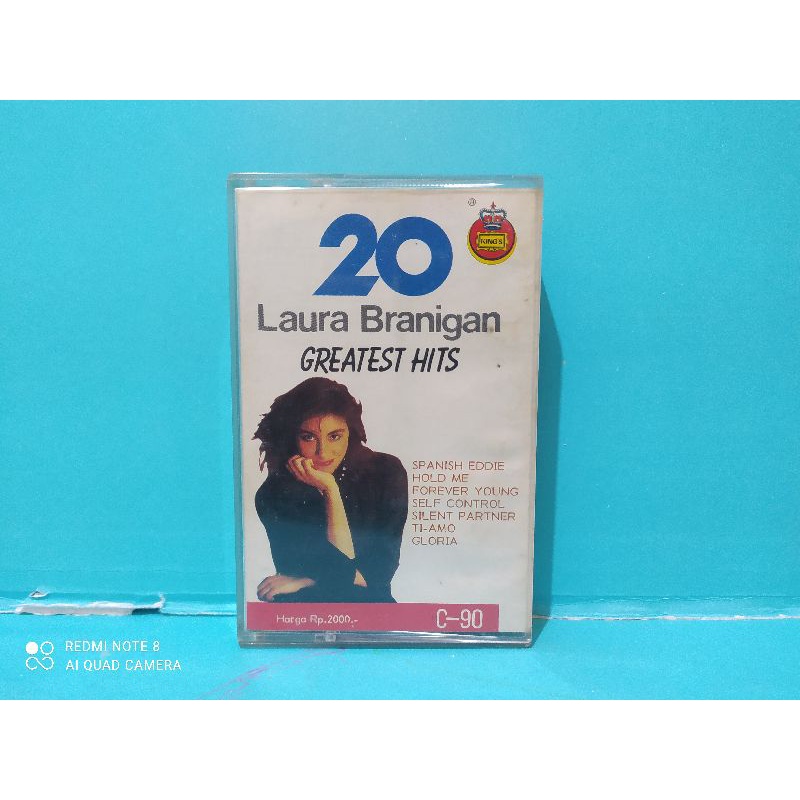 20
®
KING'S
Laura Branigan
GREATEST HITS
SPANISH EDDIE
HOLD ME
FOREVER YOUNG
SELF CONTROL
SILENT PARTNER
TI-AMO
GLORIA
Harga Rp.2000,-
C-90
REDMI NOTE 8
AI QUAD CAMERA